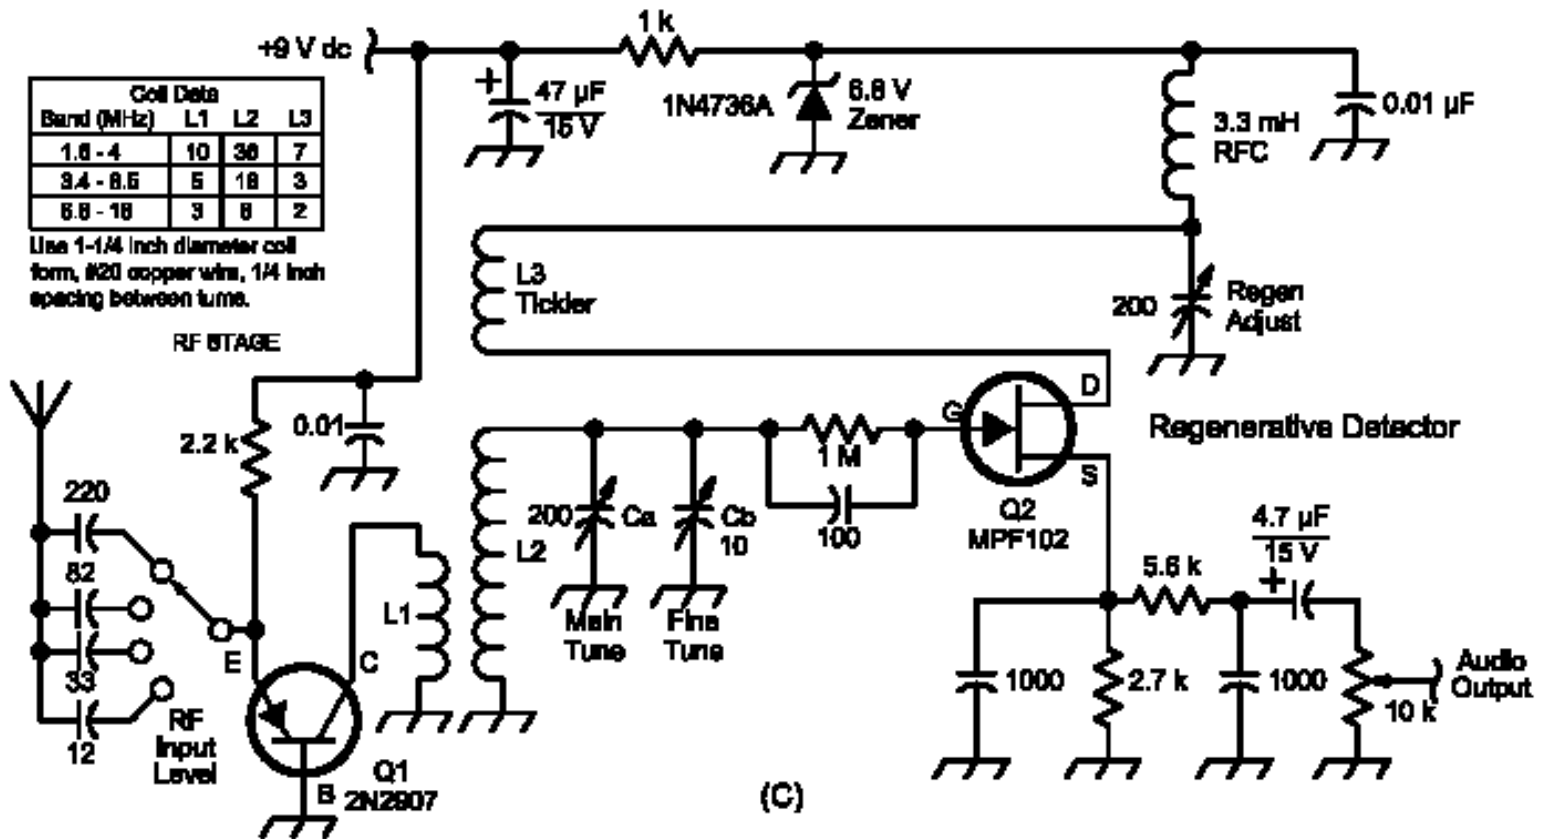 +9 V dc
1 k
47 µF
15 V
1N4736A
6.8 V
Zener
3.3 mH
RFC
0.01 µF
Coil Data
Band (MHz) L1 L2 L3
1.6 - 4 10 36 7
3.4 - 8.5 5 18 3
6.6 - 16 3 8 2
Use 1-1/4 inch diameter coil
form, #20 copper wire, 1/4 inch
spacing between turns.
L3
Tickler
200
Regen
Adjust
RF STAGE
2.2 k
0.01
G
D
S
Regenerative Detector
1 M
100
Q2
MPF102
220
82
33
12
RF
Input
Level
E
C
B
Q1
2N2907
L1
L2
200 Ca
Main
Tune
Cb
10
Fine
Tune
4.7 µF
15 V
5.6 k
1000
2.7 k
1000
10 k
Audio
Output
(C)